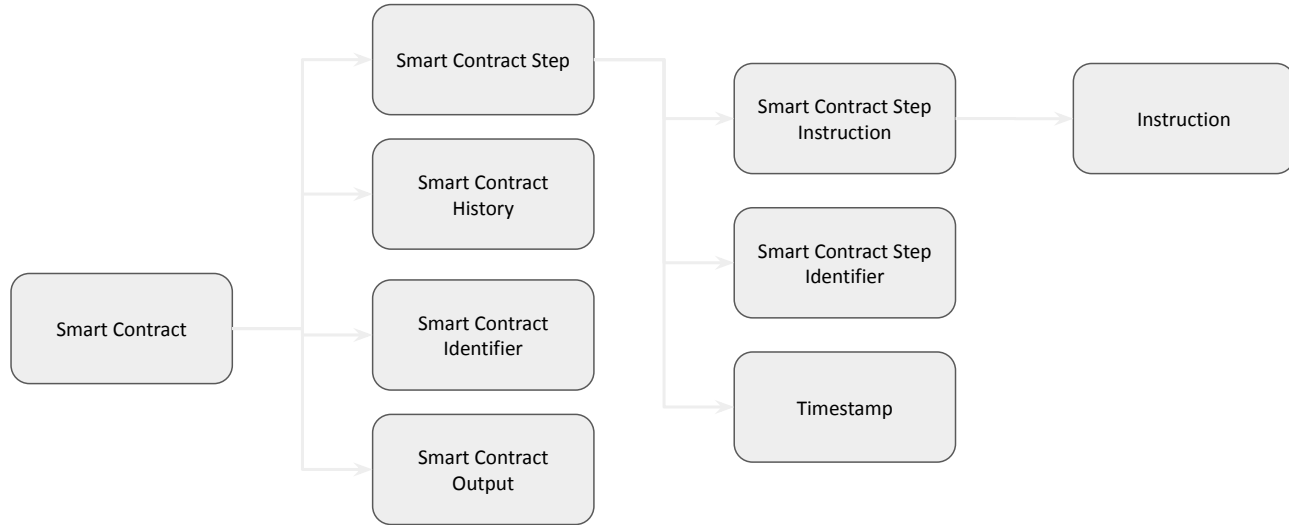 Smart Contract Step
Smart Contract Step
Instruction
Instruction
Smart Contract
History
Smart Contract Step
Identifier
Smart Contract
Smart Contract
Identifier
Timestamp
Smart Contract
Output